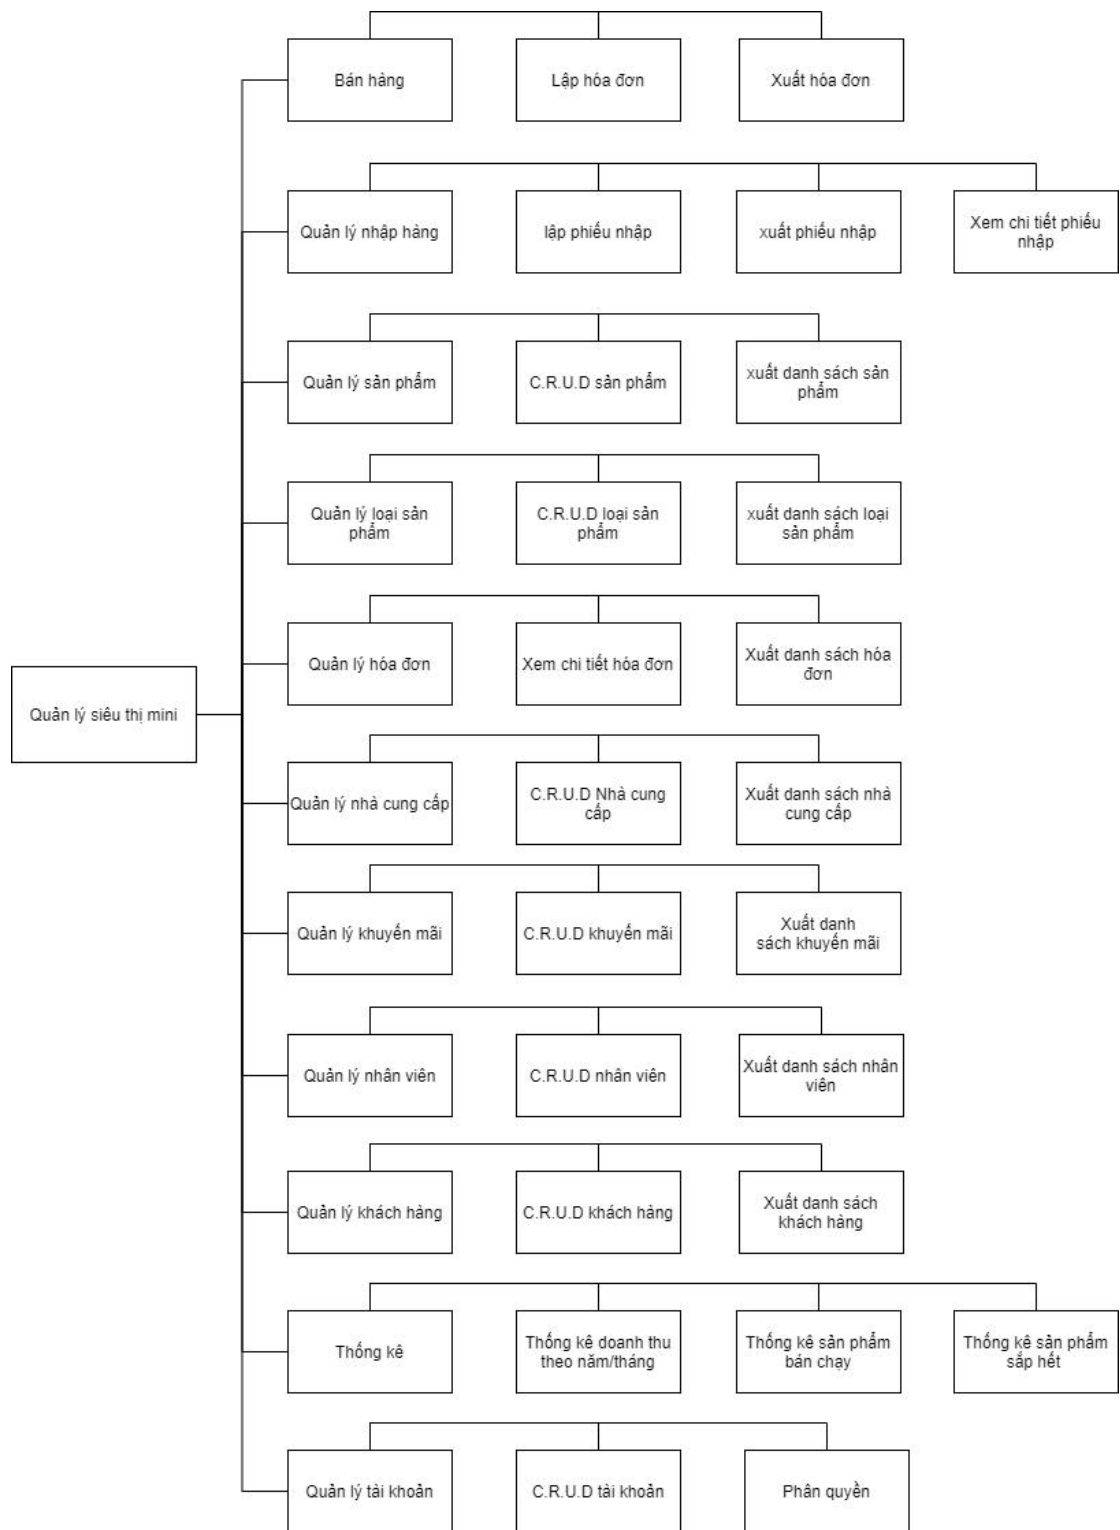 Bán hàng
Lập hóa đơn
Xuất hóa đơn
Quản lý nhập hàng
lập phiếu nhập
xuất phiếu nhập
Xem chi tiết phiếu
nhập
Quản lý sản phẩm
C.R.U.D sản phẩm
xuất danh sách sản
phẩm
Quản lý loại sản
phẩm
C.R.U.D loại sản
phẩm
xuất danh sách loại
sản phẩm
Quản lý hóa đơn
Xem chi tiết hóa đơn
Xuất danh sách hóa
đơn
Quản lý siêu thị mini
Quản lý nhà cung cấp
C.R.U.D Nhà cung
cấp
Xuất danh sách nhà
cung cấp
Quản lý khuyến mãi
C.R.U.D khuyến mãi
Xuất danh
sách khuyến mãi
Quản lý nhân viên
C.R.U.D nhân viên
Xuất danh sách nhân
viên
Quản lý khách hàng
C.R.U.D khách hàng
Xuất danh sách
khách hàng
Thống kê
Thống kê doanh thu
theo năm/tháng
Thống kê sản phẩm
bán chạy
Thống kê sản phẩm
sắp hết
Quản lý tài khoản
C.R.U.D tài khoản
Phân quyền